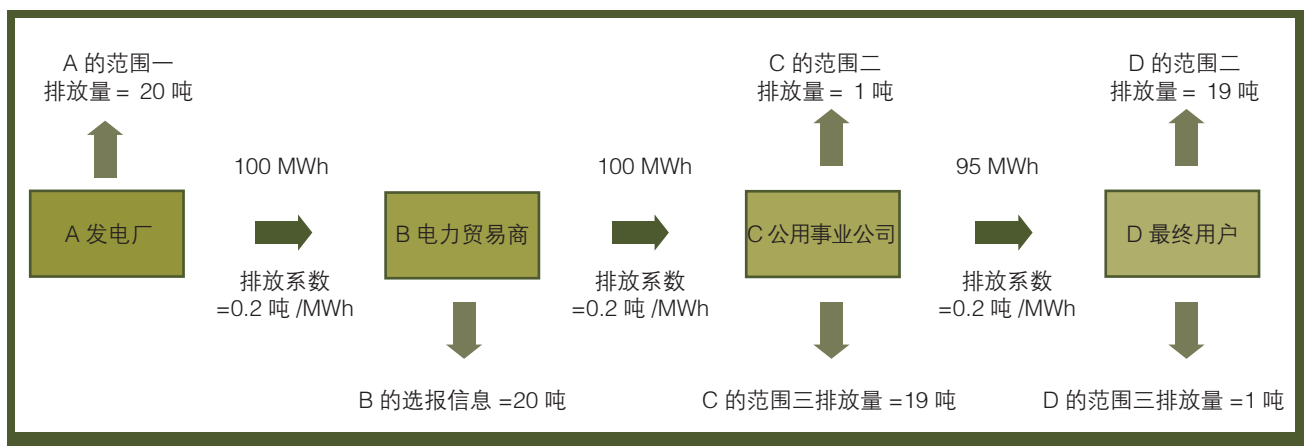 A 的范围一
排放量 = 20 吨
C 的范围二
排放量 = 1 吨
D 的范围二
排放量 = 19 吨
100 MWh
100 MWh
95 MWh
A 发电厂
B 电力贸易商
C 公用事业公司
D 最终用户
排放系数
=0.2 吨 /MWh
排放系数
=0.2 吨 /MWh
排放系数
=0.2 吨 /MWh
B 的选报信息 =20 吨
C 的范围三排放量 =19 吨
D 的范围三排放量 =1 吨